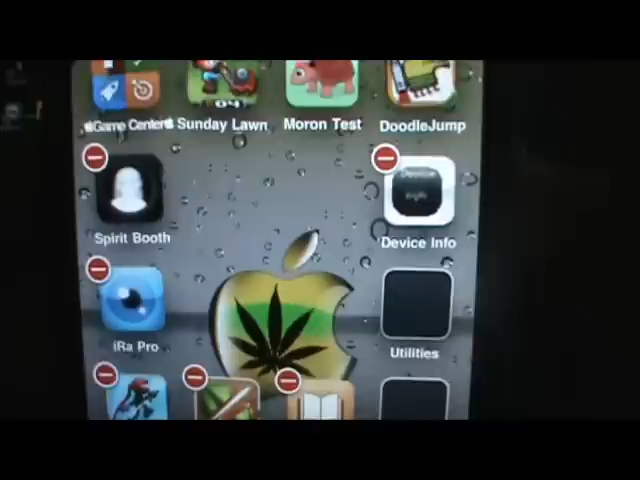 Game Center Sunday Lawn Moron Test DoodleJump
Spirit Booth Device Info
iRa Pro Utilities